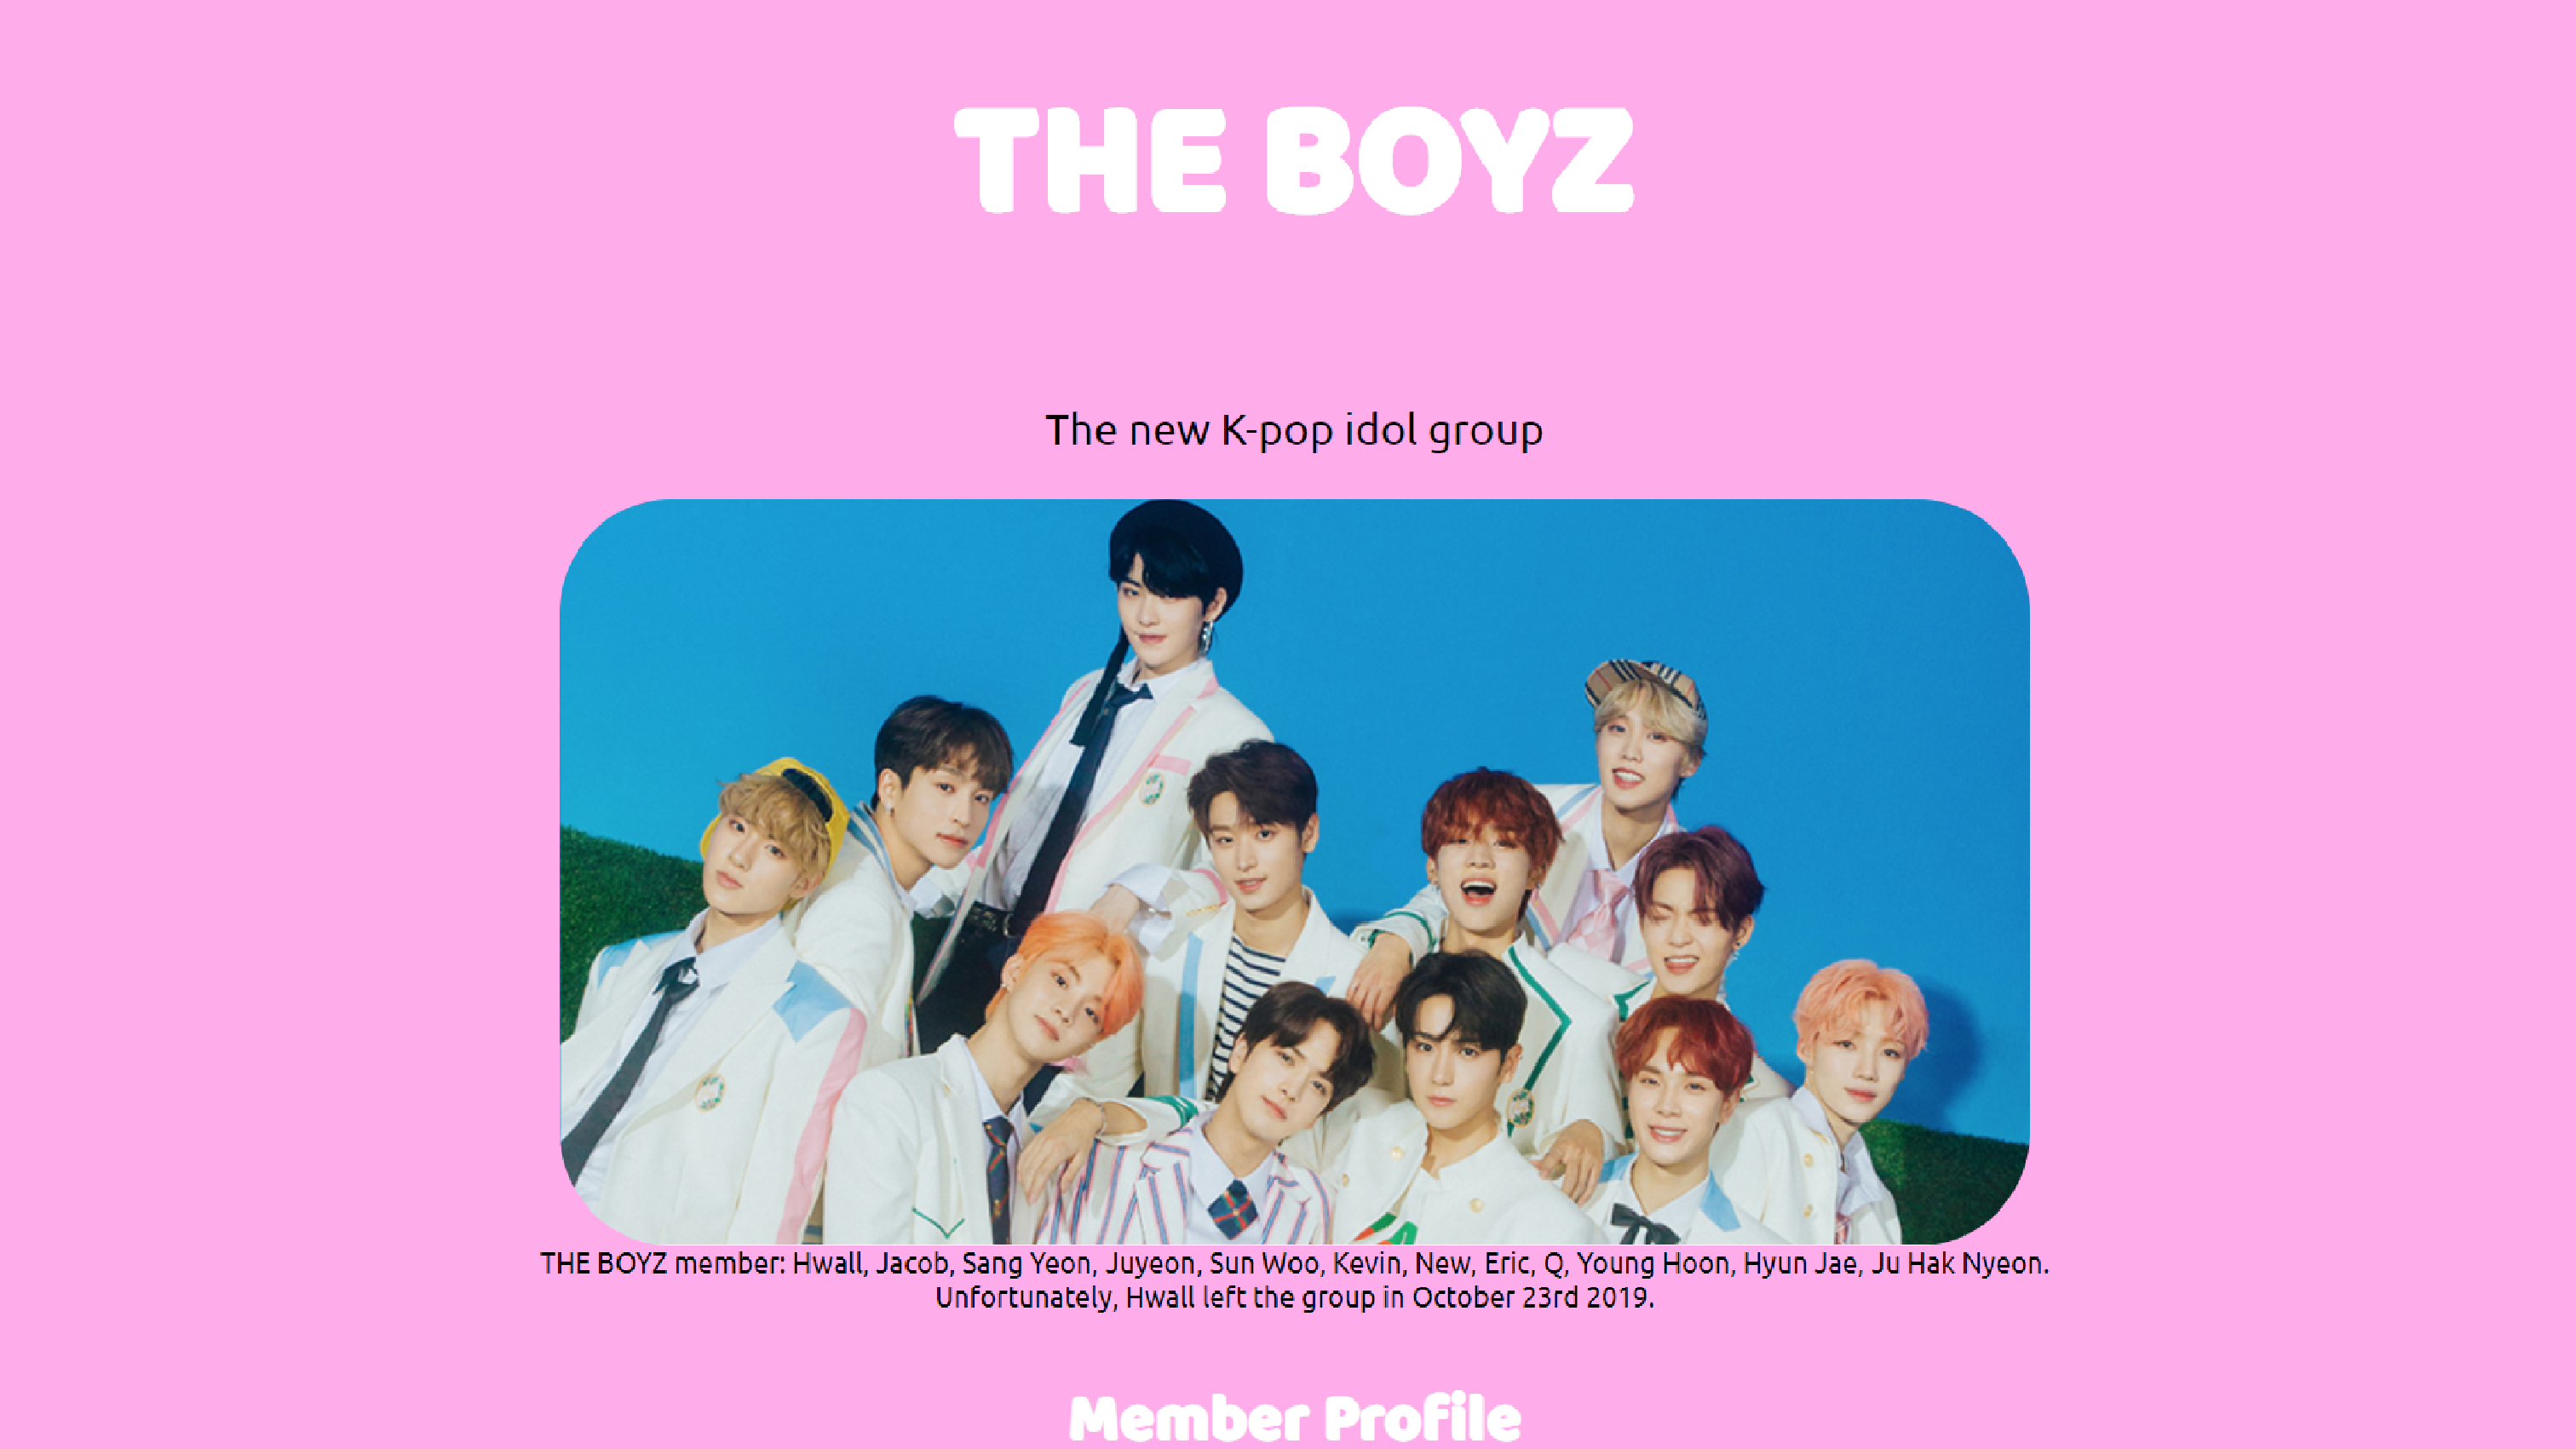 THE BOYZ
The new K-pop idol group
THE BOYZ member: Hwall, Jacob, Sang Yeon, Juyeon, Sun Woo, Kevin, New, Eric, Q, Young Hoon, Hyun Jae, Ju Hak Nyeon.
Unfortunately, Hwall left the group in October 23rd 2019.
Member Profile